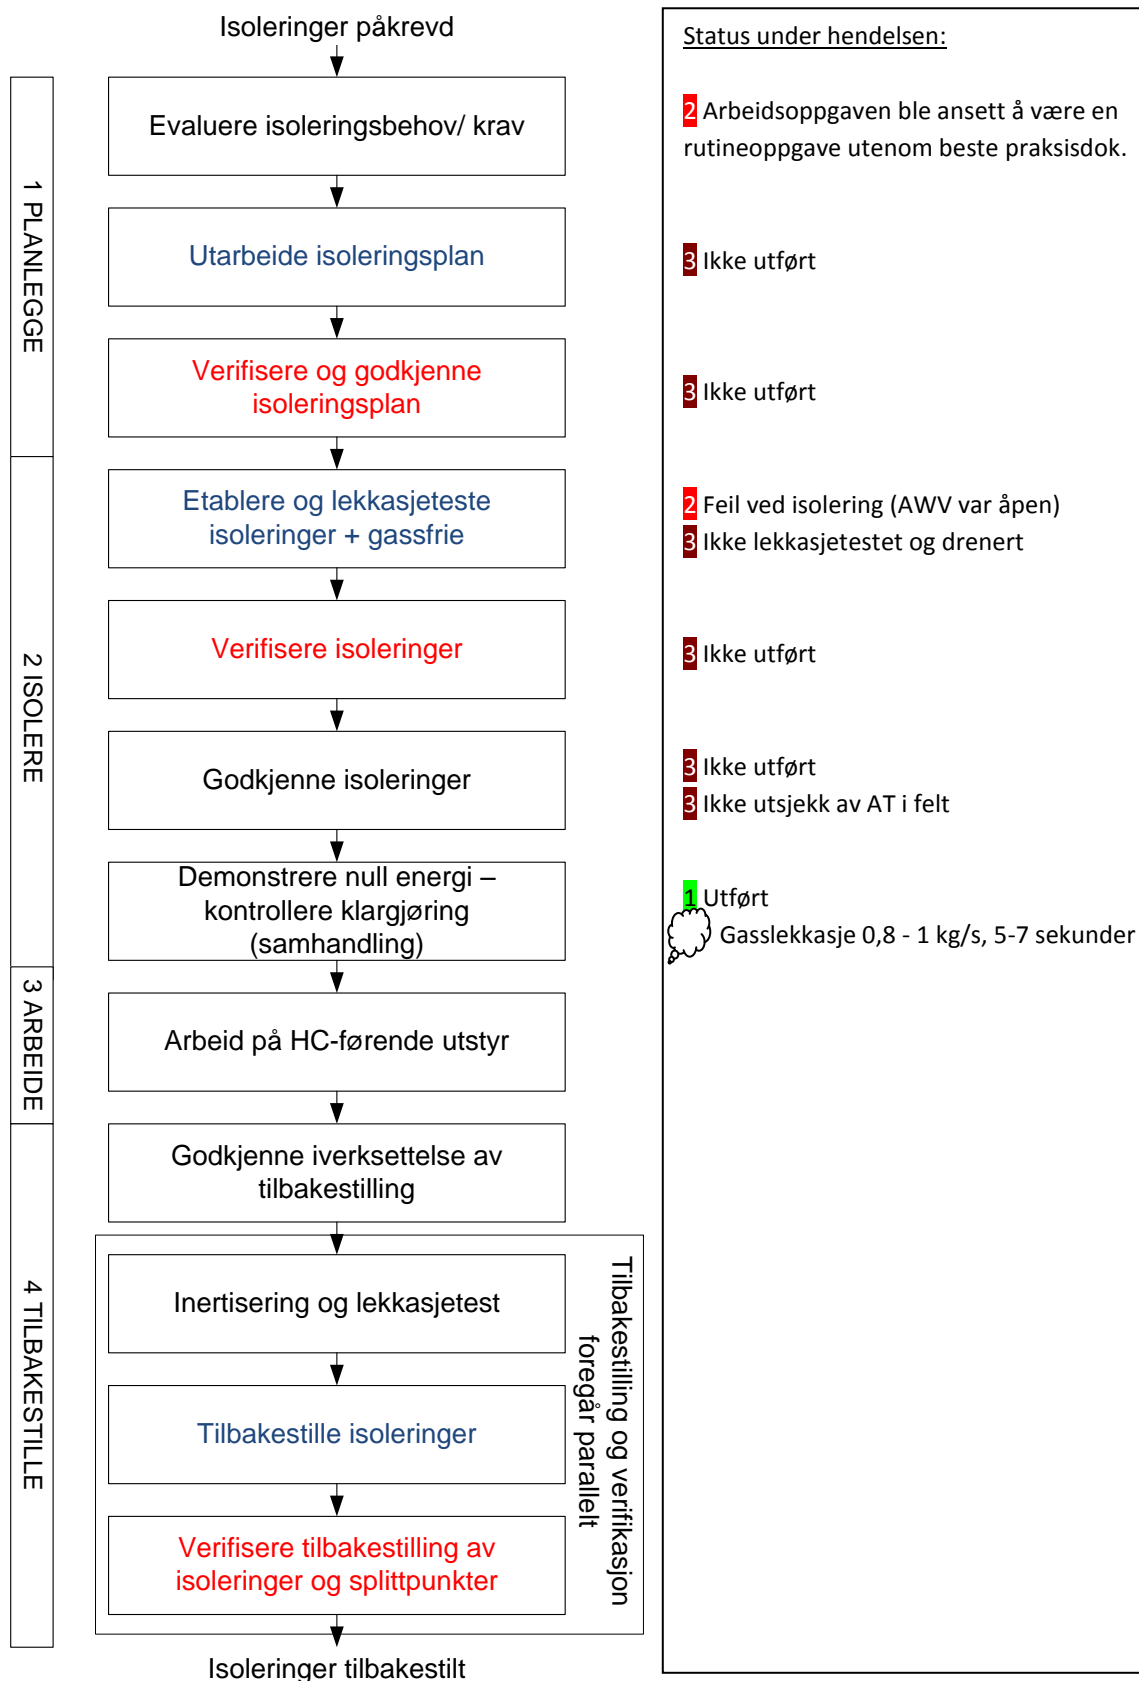 Isoleringer påkrevd
1 PLANLEGGE
Evaluere isoleringsbehov/ krav
Utarbeide isoleringsplan
Verifisere og godkjenne
isoleringsplan
2 ISOLERE
Etablere og lekkasjeteste
isoleringer + gassfrie
Verifisere isoleringer
Godkjenne isoleringer
Demonstrere null energi –
kontrollere klargjøring
(samhandling)
3 ARBEIDE
Arbeid på HC-førende utstyr
4 TILBAKESTILLE
Godkjenne iverksettelse av
tilbakestilling
Inertisering og lekkasjetest
Tilbakestille isoleringer
Verifisere tilbakestilling av
isoleringer og splittpunkter
Tilbakestilling og verifikasjon
foregår parallelt
Isoleringer tilbakestilt
Status under hendelsen:
2 Arbeidsoppgaven ble ansett å være en
rutineoppgave utenom beste praksisdok.
3 Ikke utført
3 Ikke utført
2 Feil ved isolering (AWV var åpen)
3 Ikke lekkasjetestet og drenert
3 Ikke utført
3 Ikke utført
3 Ikke utsjekk av AT i felt
1 Utført
Gasslekkasje 0,8 - 1 kg/s, 5-7 sekunder